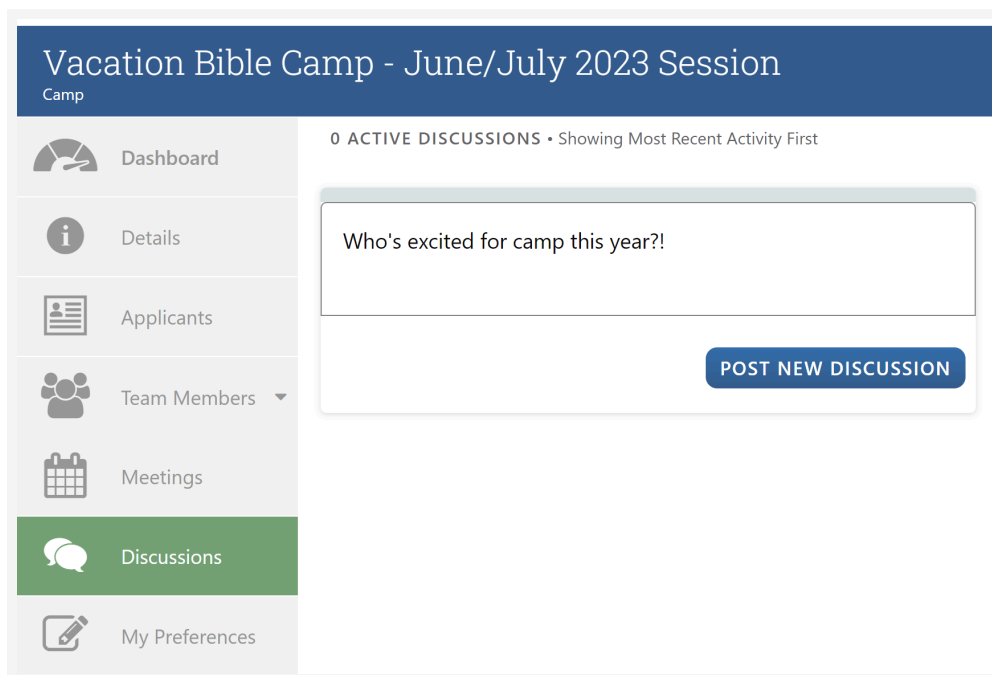 Vacation Bible Camp - June/July 2023 Session
Camp
Dashboard
Details
Applicants
Team Members
Meetings
Discussions
My Preferences
0 ACTIVE DISCUSSIONS • Showing Most Recent Activity First
Who's excited for camp this year?!
POST NEW DISCUSSION